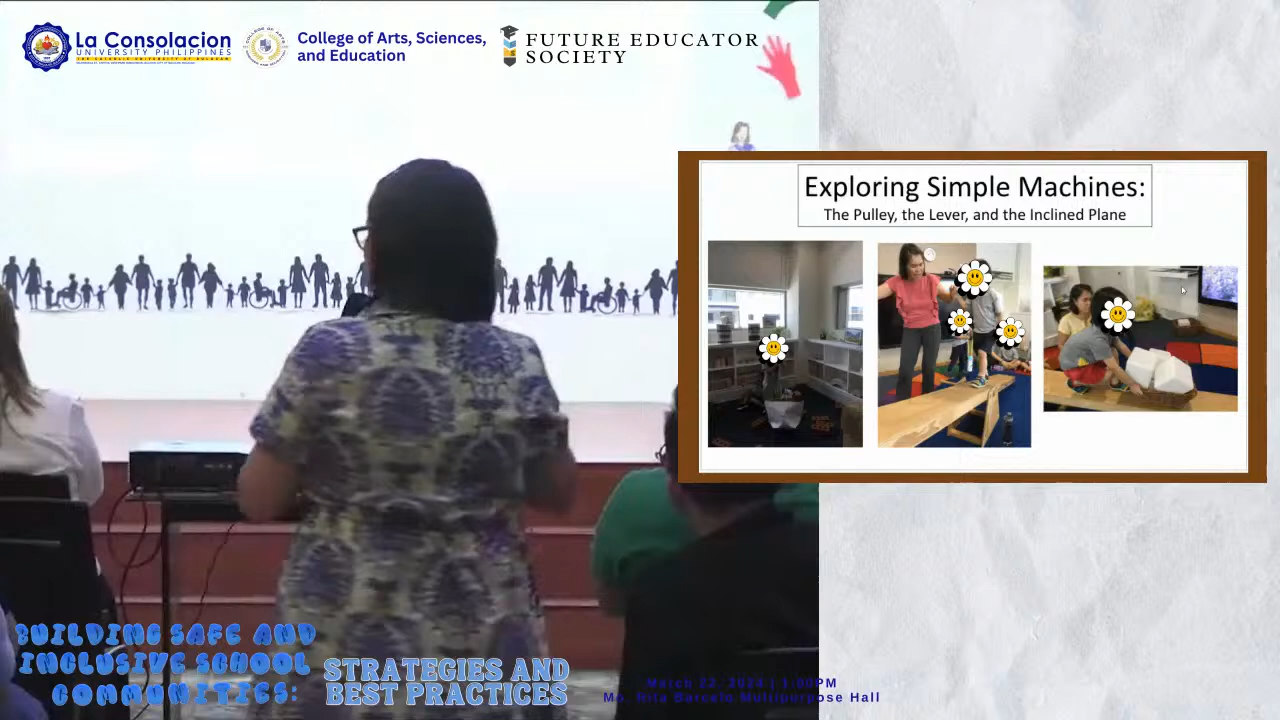 La Consolacion
UNIVERSITY PHILIPPINES
College of Arts, Sciences,
and Education
FUTURE EDUCATOR
SOCIETY
Exploring Simple Machines:
The Pulley, the Lever, and the Inclined Plane
BUILDING SAFE AND
INCLUSIVE SCHOOL
COMMUNITIES:
STRATEGIES AND
BEST PRACTICES
Multipurpose Hall